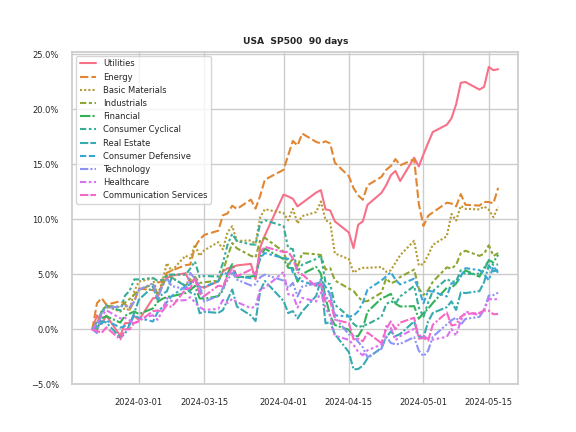 USA SP500 90 days
25.0%
20.0%
15.0%
10.0%
5.0%
0.0%
−5.0%
Utilities
Energy
Basic Materials
Industrials
Financial
Consumer Cyclical
Real Estate
Consumer Defensive
Technology
Healthcare
Communication Services
2024-03-01 2024-03-15 2024-04-01 2024-04-15 2024-05-01 2024-05-15